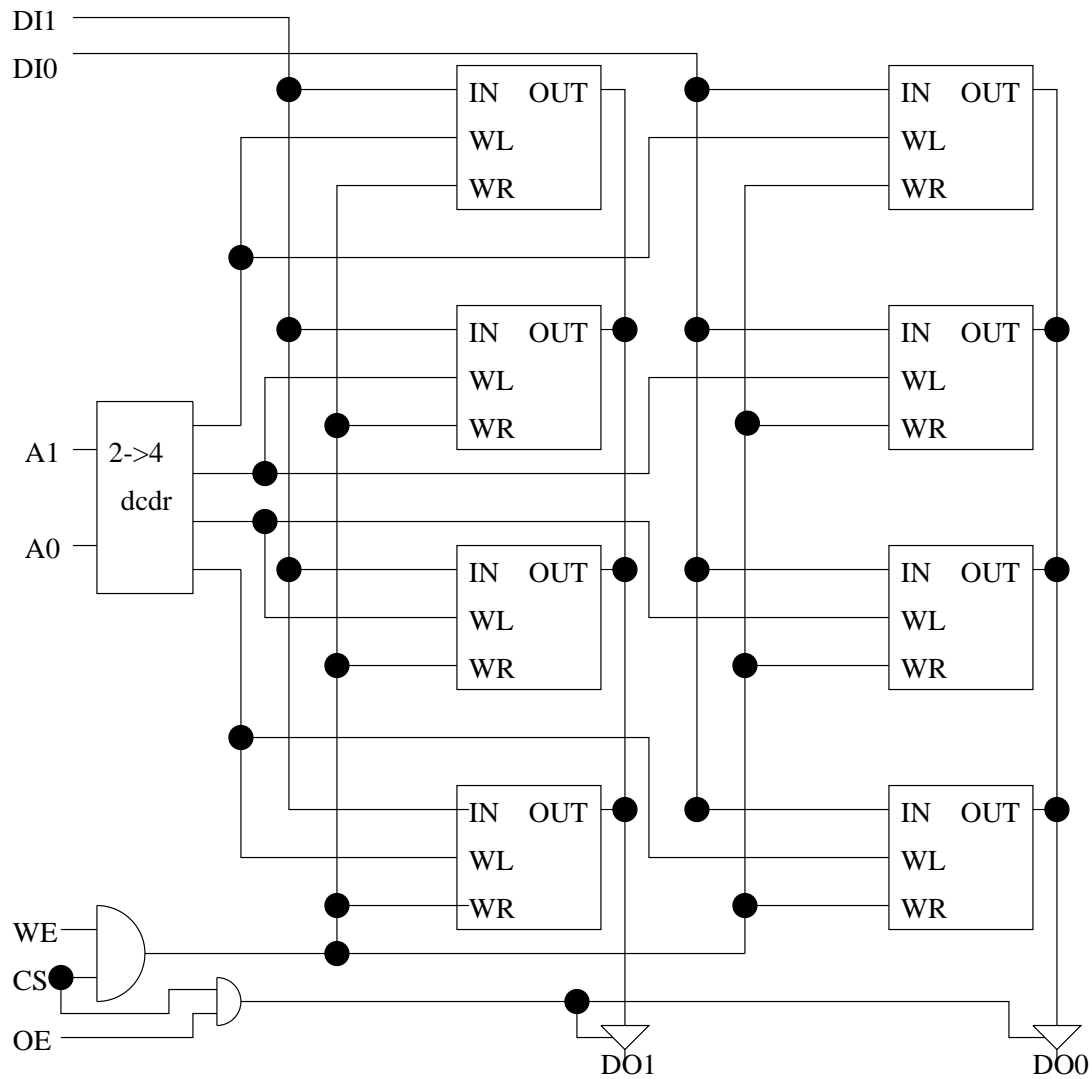 DI1
DI0
IN OUT
WL
WR
IN OUT
WL
WR
IN OUT
WL
WR
IN OUT
WL
WR
A1
2->4
dcdr
A0
IN OUT
WL
WR
IN OUT
WL
WR
IN OUT
WL
WR
IN OUT
WL
WR
WE
CS
OE
DO1
DO0